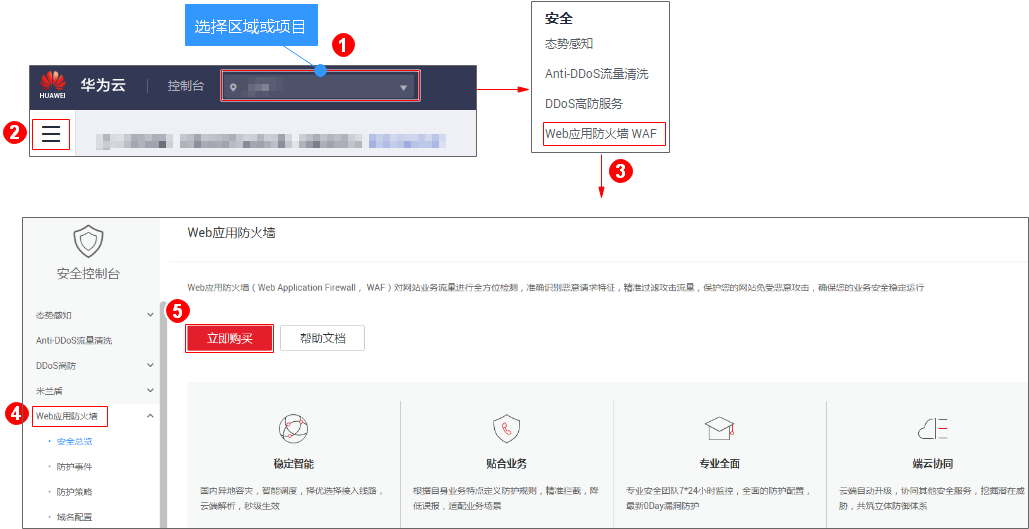 选择区域或项目
1
HUAWEI
华为云
控制台
2
安全
态势感知
Anti-DDoS流量清洗
DDoS高防服务
Web应用防火墙 WAF
3
安全控制台
态势感知
Anti-DDoS流量清洗
DDoS高防
米兰盾
4
Web应用防火墙
· 安全总览
· 防护事件
· 防护策略
· 域名配置
Web应用防火墙
Web应用防火墙（Web Application Firewall ，WAF）对网站业务流量进行全方位检测，准确识别恶意请求特征，精准过滤攻击流量，保护您的网站免受恶意攻击，确保您的业务安全稳定运行
5
立即购买
帮助文档
稳定智能
国内异地容灾，智能调度，择优选择接入线路，
云端解析，秒级生效
贴合业务
根据自身业务特点定义防护规则，精准拦截，降
低误报，适配业务场景
专业全面
专业安全团队7*24小时监控，全面的防护配置，
最新0Day漏洞防护
端云协同
云端自动升级，协同其他安全服务，挖掘潜在威
胁，共筑立体防御体系